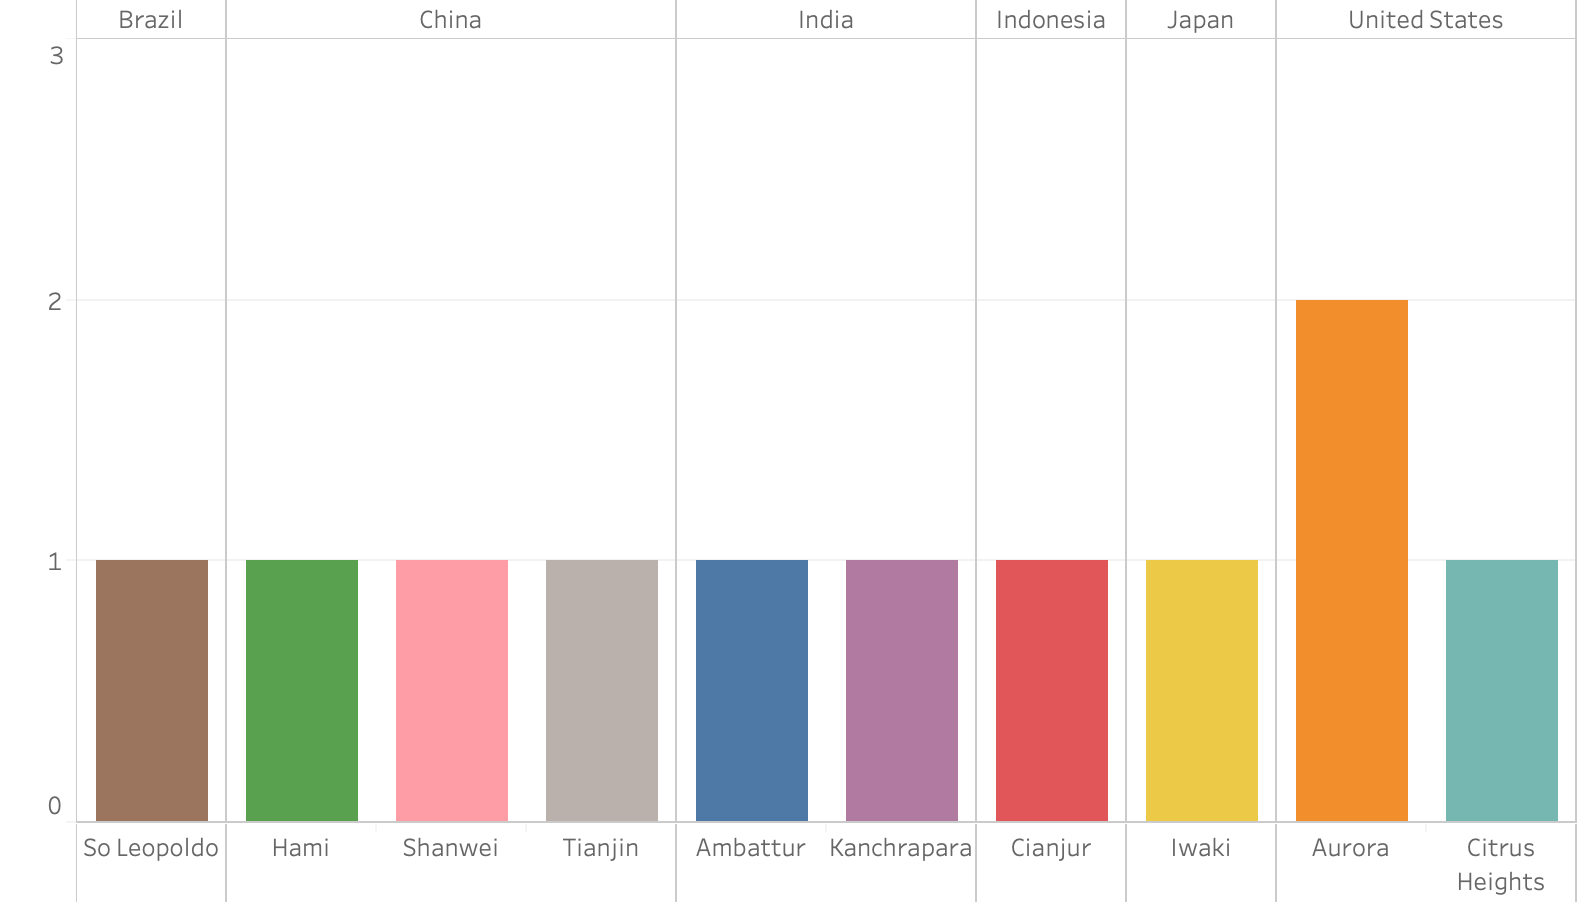 Brazil China India Indonesia Japan United States
3
2
1
0
So Leopoldo Hami Shanwei Tianjin Ambattur Kanchrapara Cianjur Iwaki Aurora Citrus
Heights